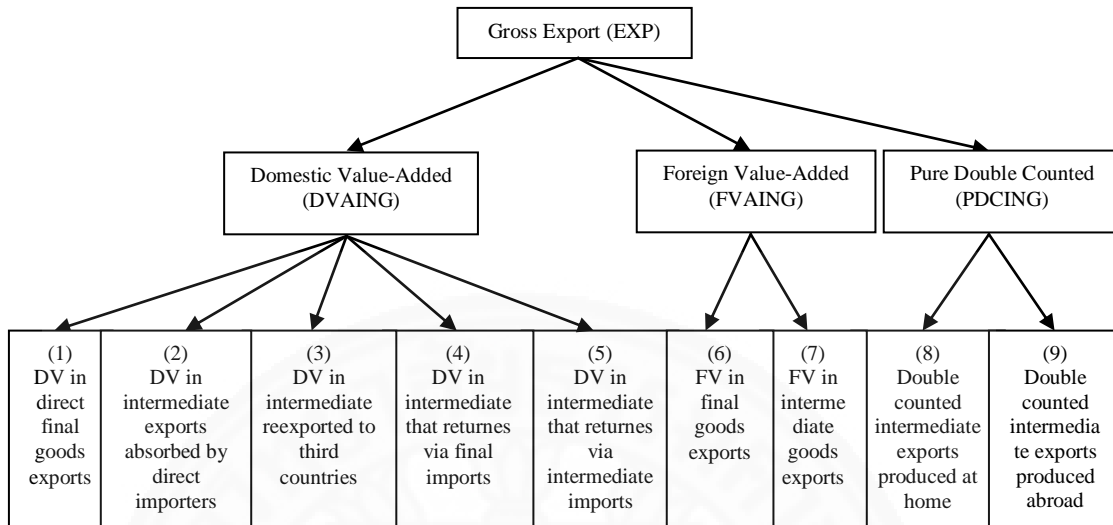 Gross Export (EXP)
Domestic Value-Added
(DVAING)
Foreign Value-Added
(FVAING)
Pure Double Counted
(PDCING)
(1)
DV in
direct
final
goods
exports
(2)
DV in
intermediate
exports
absorbed by
direct
importers
(3)
DV in
intermediate
reexported to
third
countries
(4)
DV in
intermediate
that returnes
via final
imports
(5)
DV in
intermediate
that returnes
via
intermediate
imports
(6)
FV in
final
goods
exports
(7)
FV in
interme
diate
goods
exports
(8)
Double
counted
intermediate
exports
produced at
home
(9)
Double
counted
intermedia
te exports
produced
abroad